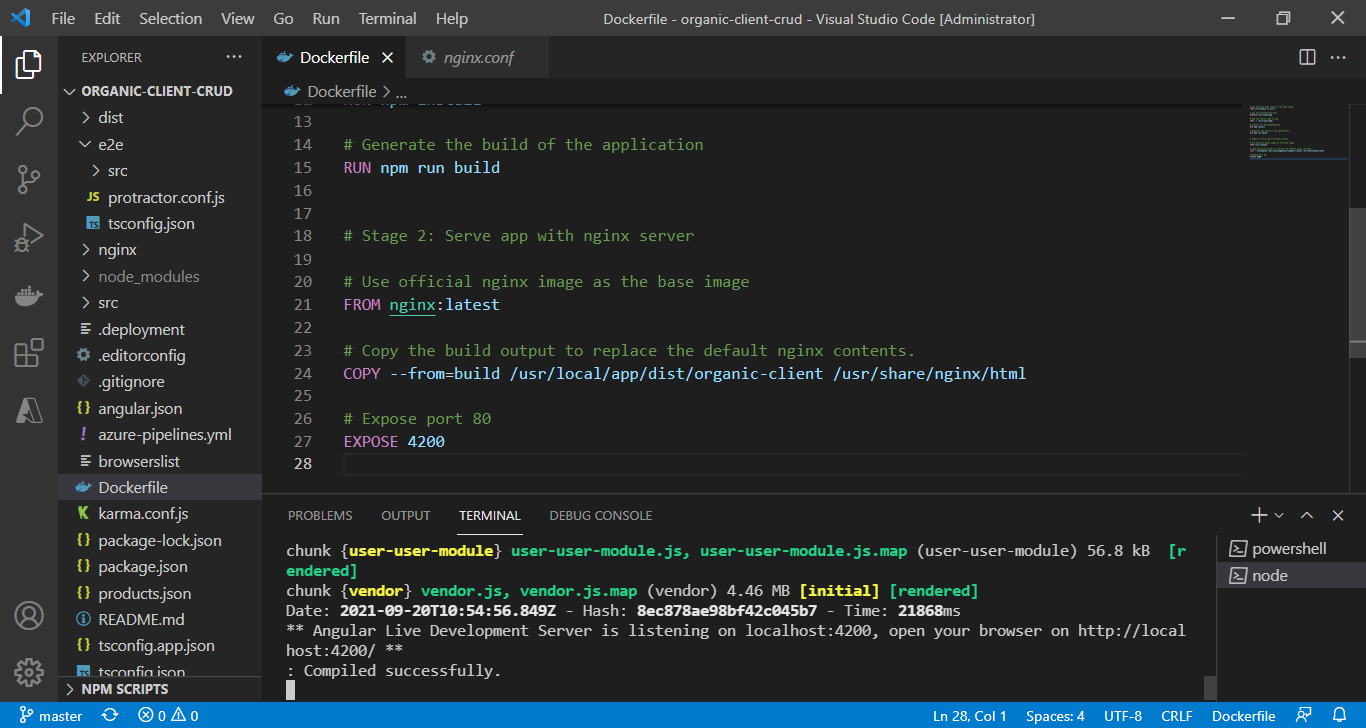 File Edit Selection View Go Run Terminal Help
Dockerfile - organic-client-crud - Visual Studio Code [Administrator]
EXPLORER
ORGANIC-CLIENT-CRUD
dist
e2e
src
JS protractor.conf.js
TS tsconfig.json
nginx
node_modules
src
.deployment
.editorconfig
.gitignore
{} angular.json
! azure-pipelines.yml
browserslist
Dockerfile
karma.conf.js
{} package-lock.json
{} package.json
{} products.json
README.md
{} tsconfig.app.json
TS tsconfig.json
NPM SCRIPTS
Dockerfile
nginx.conf
Dockerfile > ...
12 RUN npm install
13
14 # Generate the build of the application
15 RUN npm run build
16
17
18 # Stage 2: Serve app with nginx server
19
20 # Use official nginx image as the base image
21 FROM nginx:latest
22
23 # Copy the build output to replace the default nginx contents.
24 COPY --from=build /usr/local/app/dist/organic-client /usr/share/nginx/html
25
26 # Expose port 80
27 EXPOSE 4200
28
PROBLEMS OUTPUT TERMINAL DEBUG CONSOLE
chunk {user-user-module} user-user-module.js, user-user-module.js.map (user-user-module) 56.8 kB [r
endered]
chunk {vendor} vendor.js, vendor.js.map (vendor) 4.46 MB [initial] [rendered]
Date: 2021-09-20T10:54:56.849Z - Hash: 8ec878ae98bf42c045b7 - Time: 21868ms
** Angular Live Development Server is listening on localhost:4200, open your browser on http://local
host:4200/ **
: Compiled successfully.
powershell
node
master
0 0
Ln 28, Col 1
Spaces: 4
UTF-8
CRLF
Dockerfile